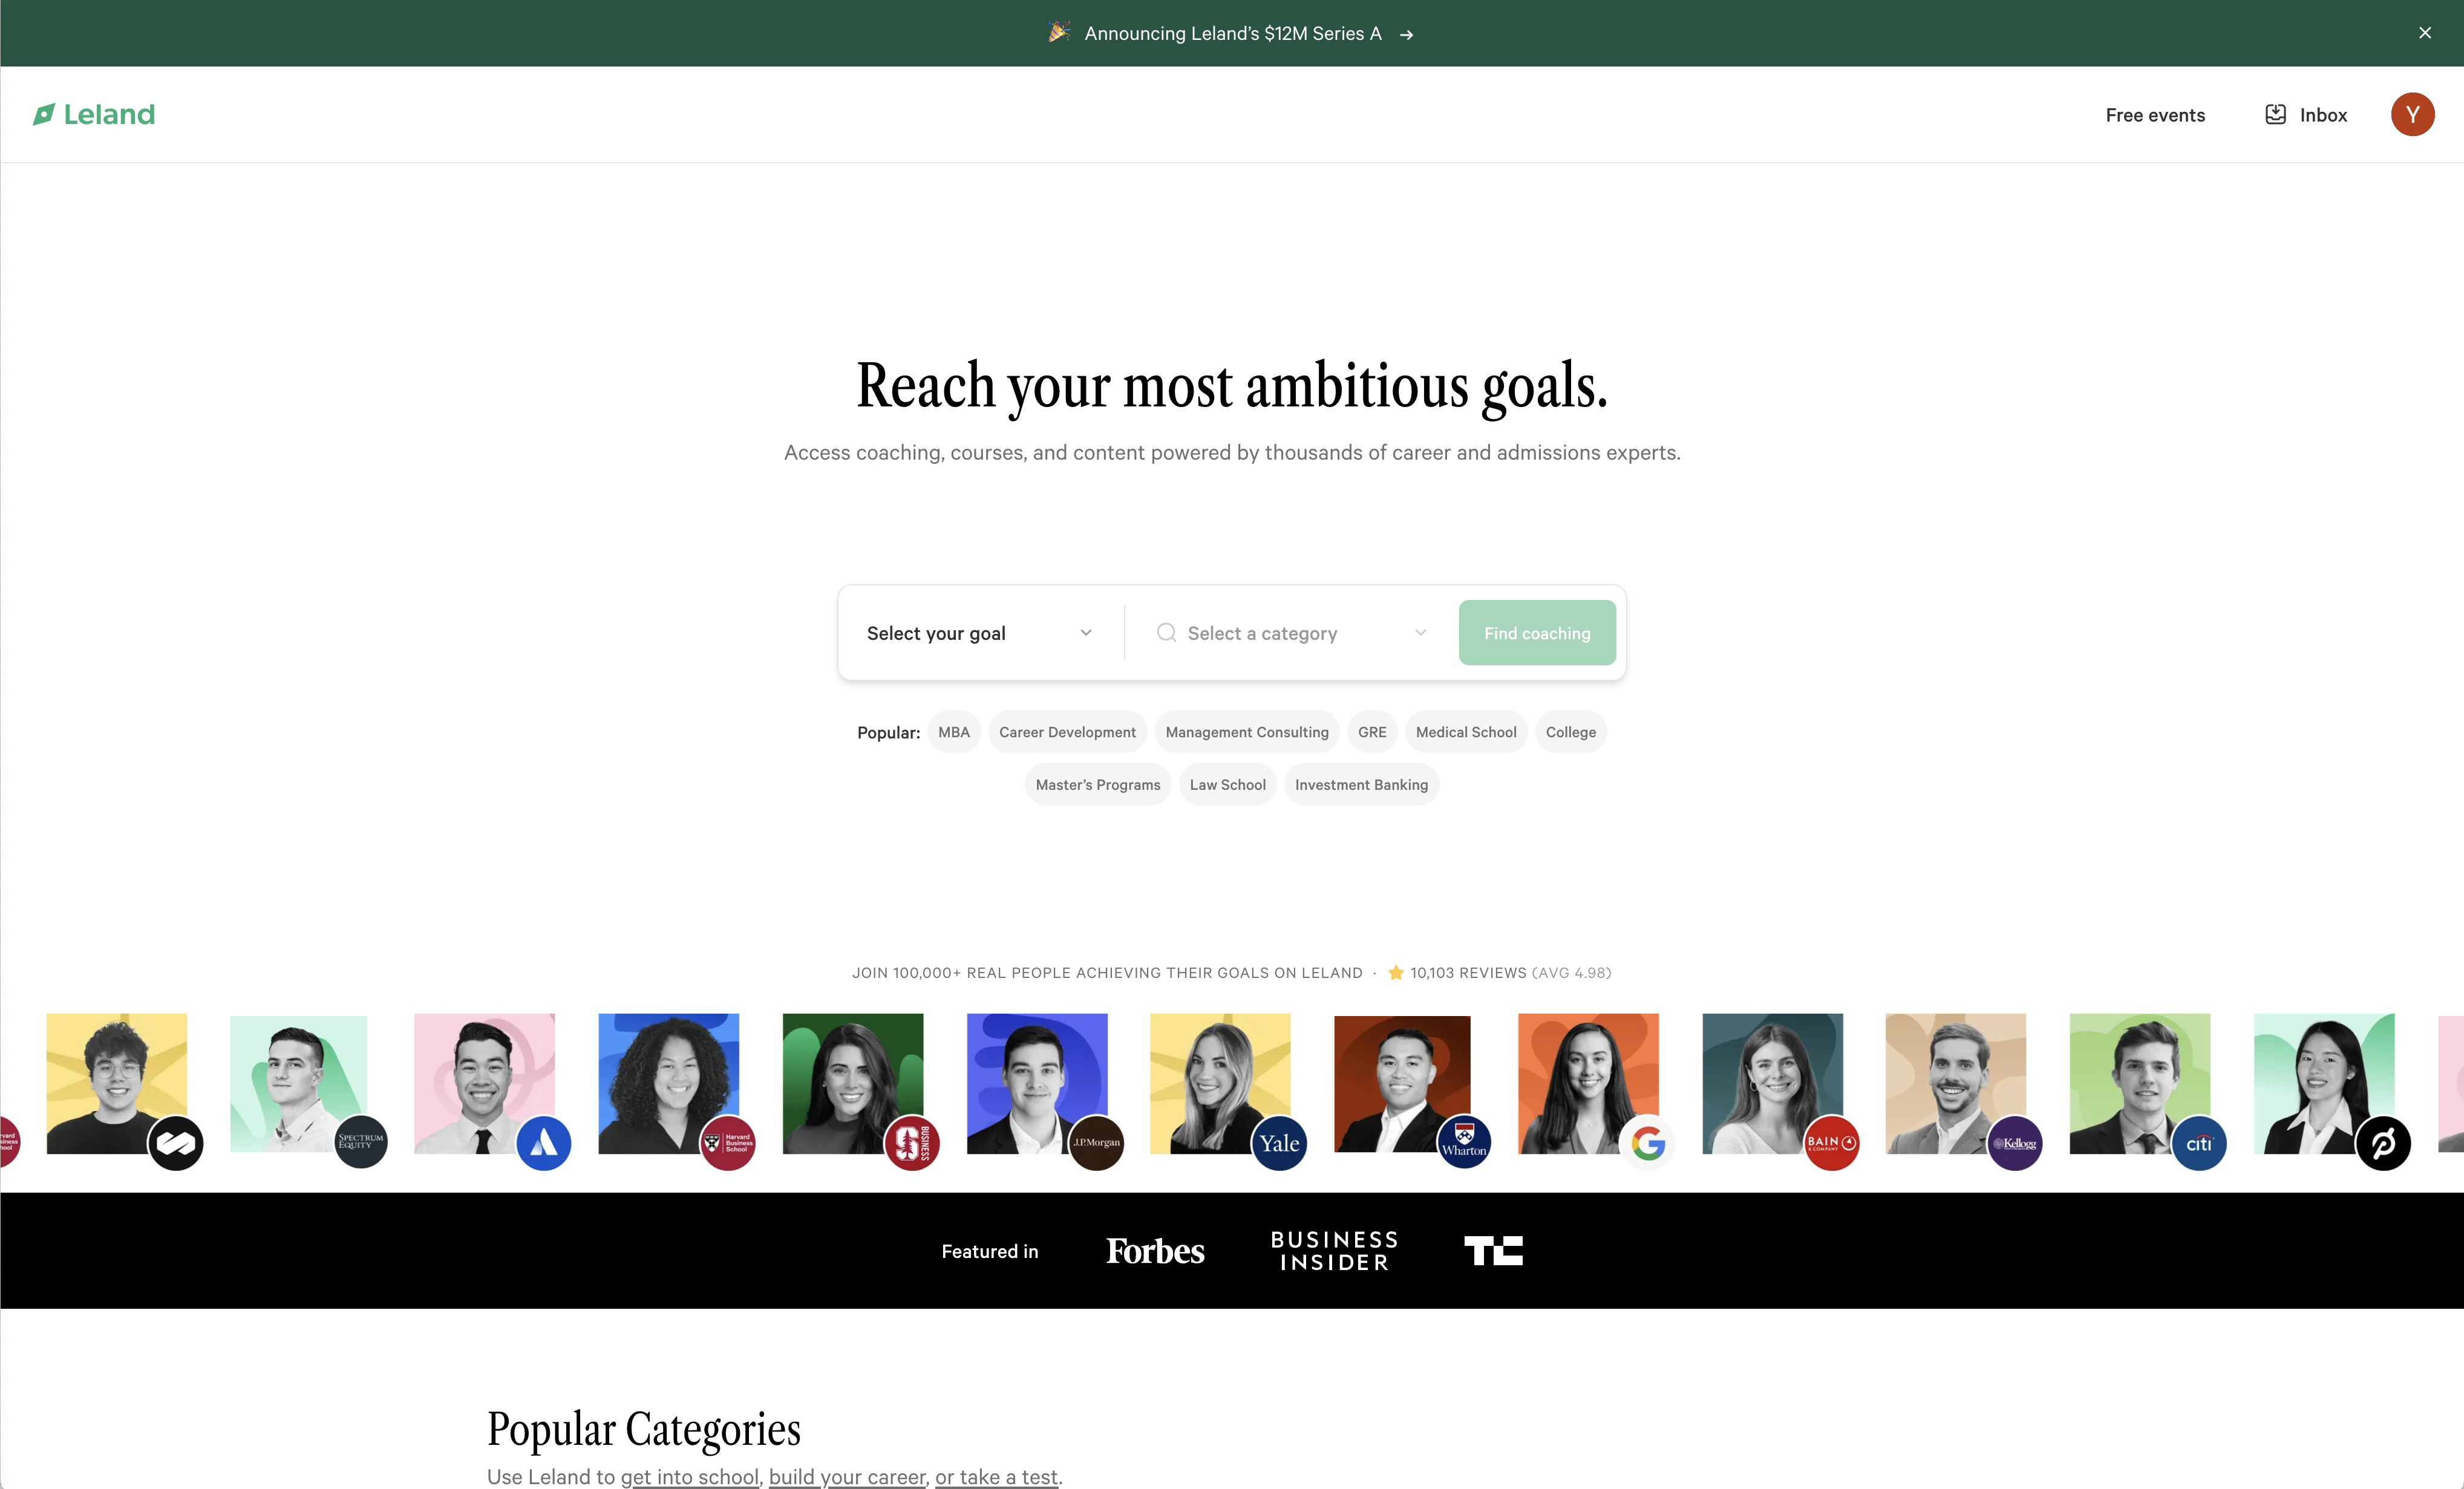 Announcing Leland’s $12M Series A →
Leland
Free events
Inbox
Y
Reach your most ambitious goals.
Access coaching, courses, and content powered by thousands of career and admissions experts.
Select your goal
Select a category
Find coaching
Popular: MBA Career Development Management Consulting GRE Medical School College
Master’s Programs Law School Investment Banking
JOIN 100,000+ REAL PEOPLE ACHIEVING THEIR GOALS ON LELAND · 10,103 REVIEWS (AVG 4.98)
SPECTRUM
EQUITY
Harvard
Business
School
S
BUSINESS
J.P.Morgan
Yale
Wharton
G
BAIN
& COMPANY
Kellogg
citi
Featured in
Forbes
BUSINESS
INSIDER
TC
Popular Categories
Use Leland to get into school, build your career, or take a test.